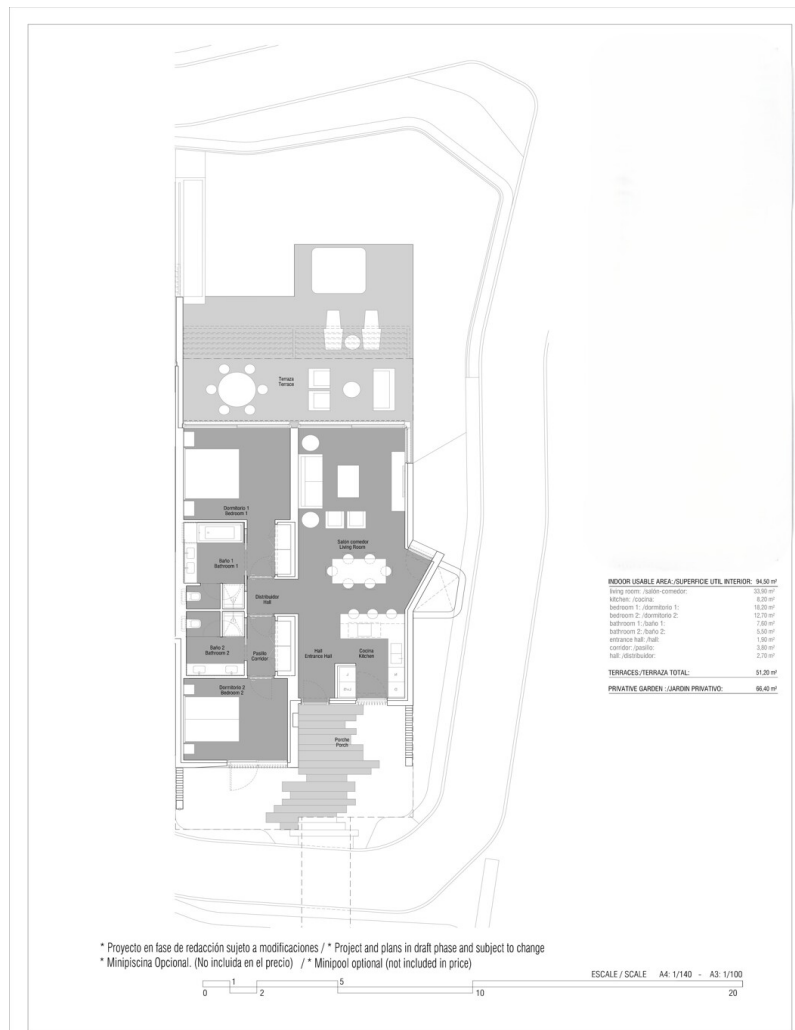 Terraza
Terrace
Dormitorio 1
Bedroom 1
Salón comedor
Living Room
Baño 1
Bathroom 1
Distribuidor
Hall
Baño 2
Bathroom 2
Pasillo
Corridor
Hall
Entrance Hall
Cocina
Kitchen
Dormitorio 2
Bedroom 2
Porche
Porch
INDOOR USABLE AREA:/SUPERFICIE UTIL INTERIOR: 94,50 m²
living room: /salón-comedor: 33,90 m²
kitchen: /cocina: 8,20 m²
bedroom 1: /dormitorio 1: 18,20 m²
bedroom 2: /dormitorio 2: 12,70 m²
bathroom 1:/baño 1: 7,60 m²
bathroom 2:/baño 2: 5,50 m²
entrance hall: /hall: 1,90 m²
corridor: /pasillo: 3,80 m²
hall: /distribuidor: 2,70 m²
TERRACES:/TERRAZA TOTAL: 51,20 m²
PRIVATIVE GARDEN :/JARDIN PRIVATIVO: 66,40 m²
* Proyecto en fase de redacción sujeto a modificaciones / * Project and plans in draft phase and subject to change
* Minipiscina Opcional. (No incluida en el precio) / * Minipool optional (not included in price)
ESCALE / SCALE A4: 1/140 - A3: 1/100
0 1 2 5 10 20